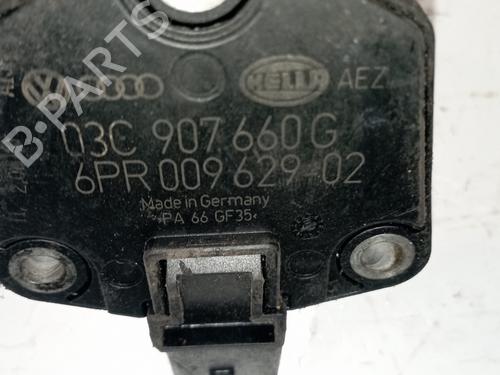 HELLA AEZ
03C 907 660 G
6PR 009 629-02
Made in Germany
>PA 66 GF35<
B-PARTS